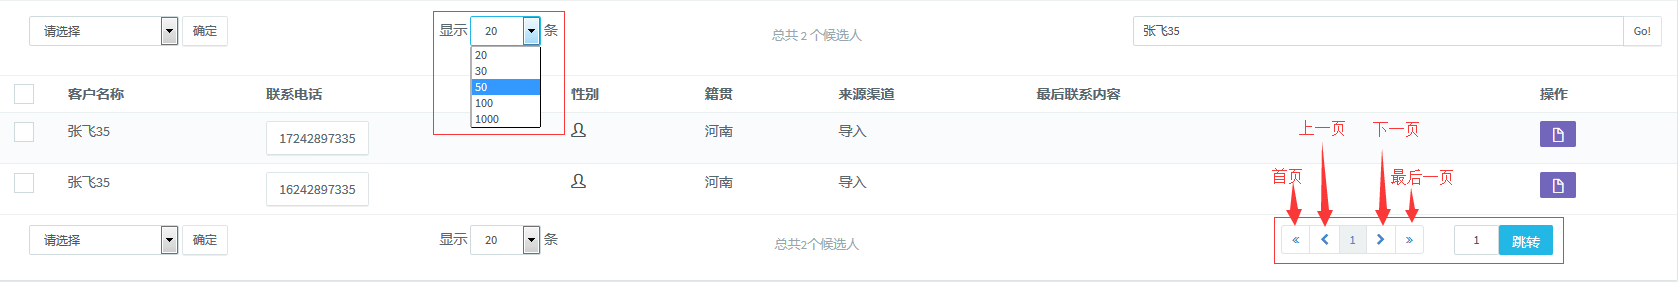 请选择 确定 显示 20 条 总共 2 个候选人 张飞35 Go!
20
30
50
100
1000
客户名称 联系电话 性别 籍贯 来源渠道 最后联系内容 操作
张飞35 17242897335 河南 导入
张飞35 16242897335 河南 导入
上一页 下一页
首页 最后一页
请选择 确定 显示 20 条 总共2个候选人 « < 1 > » 1 跳转